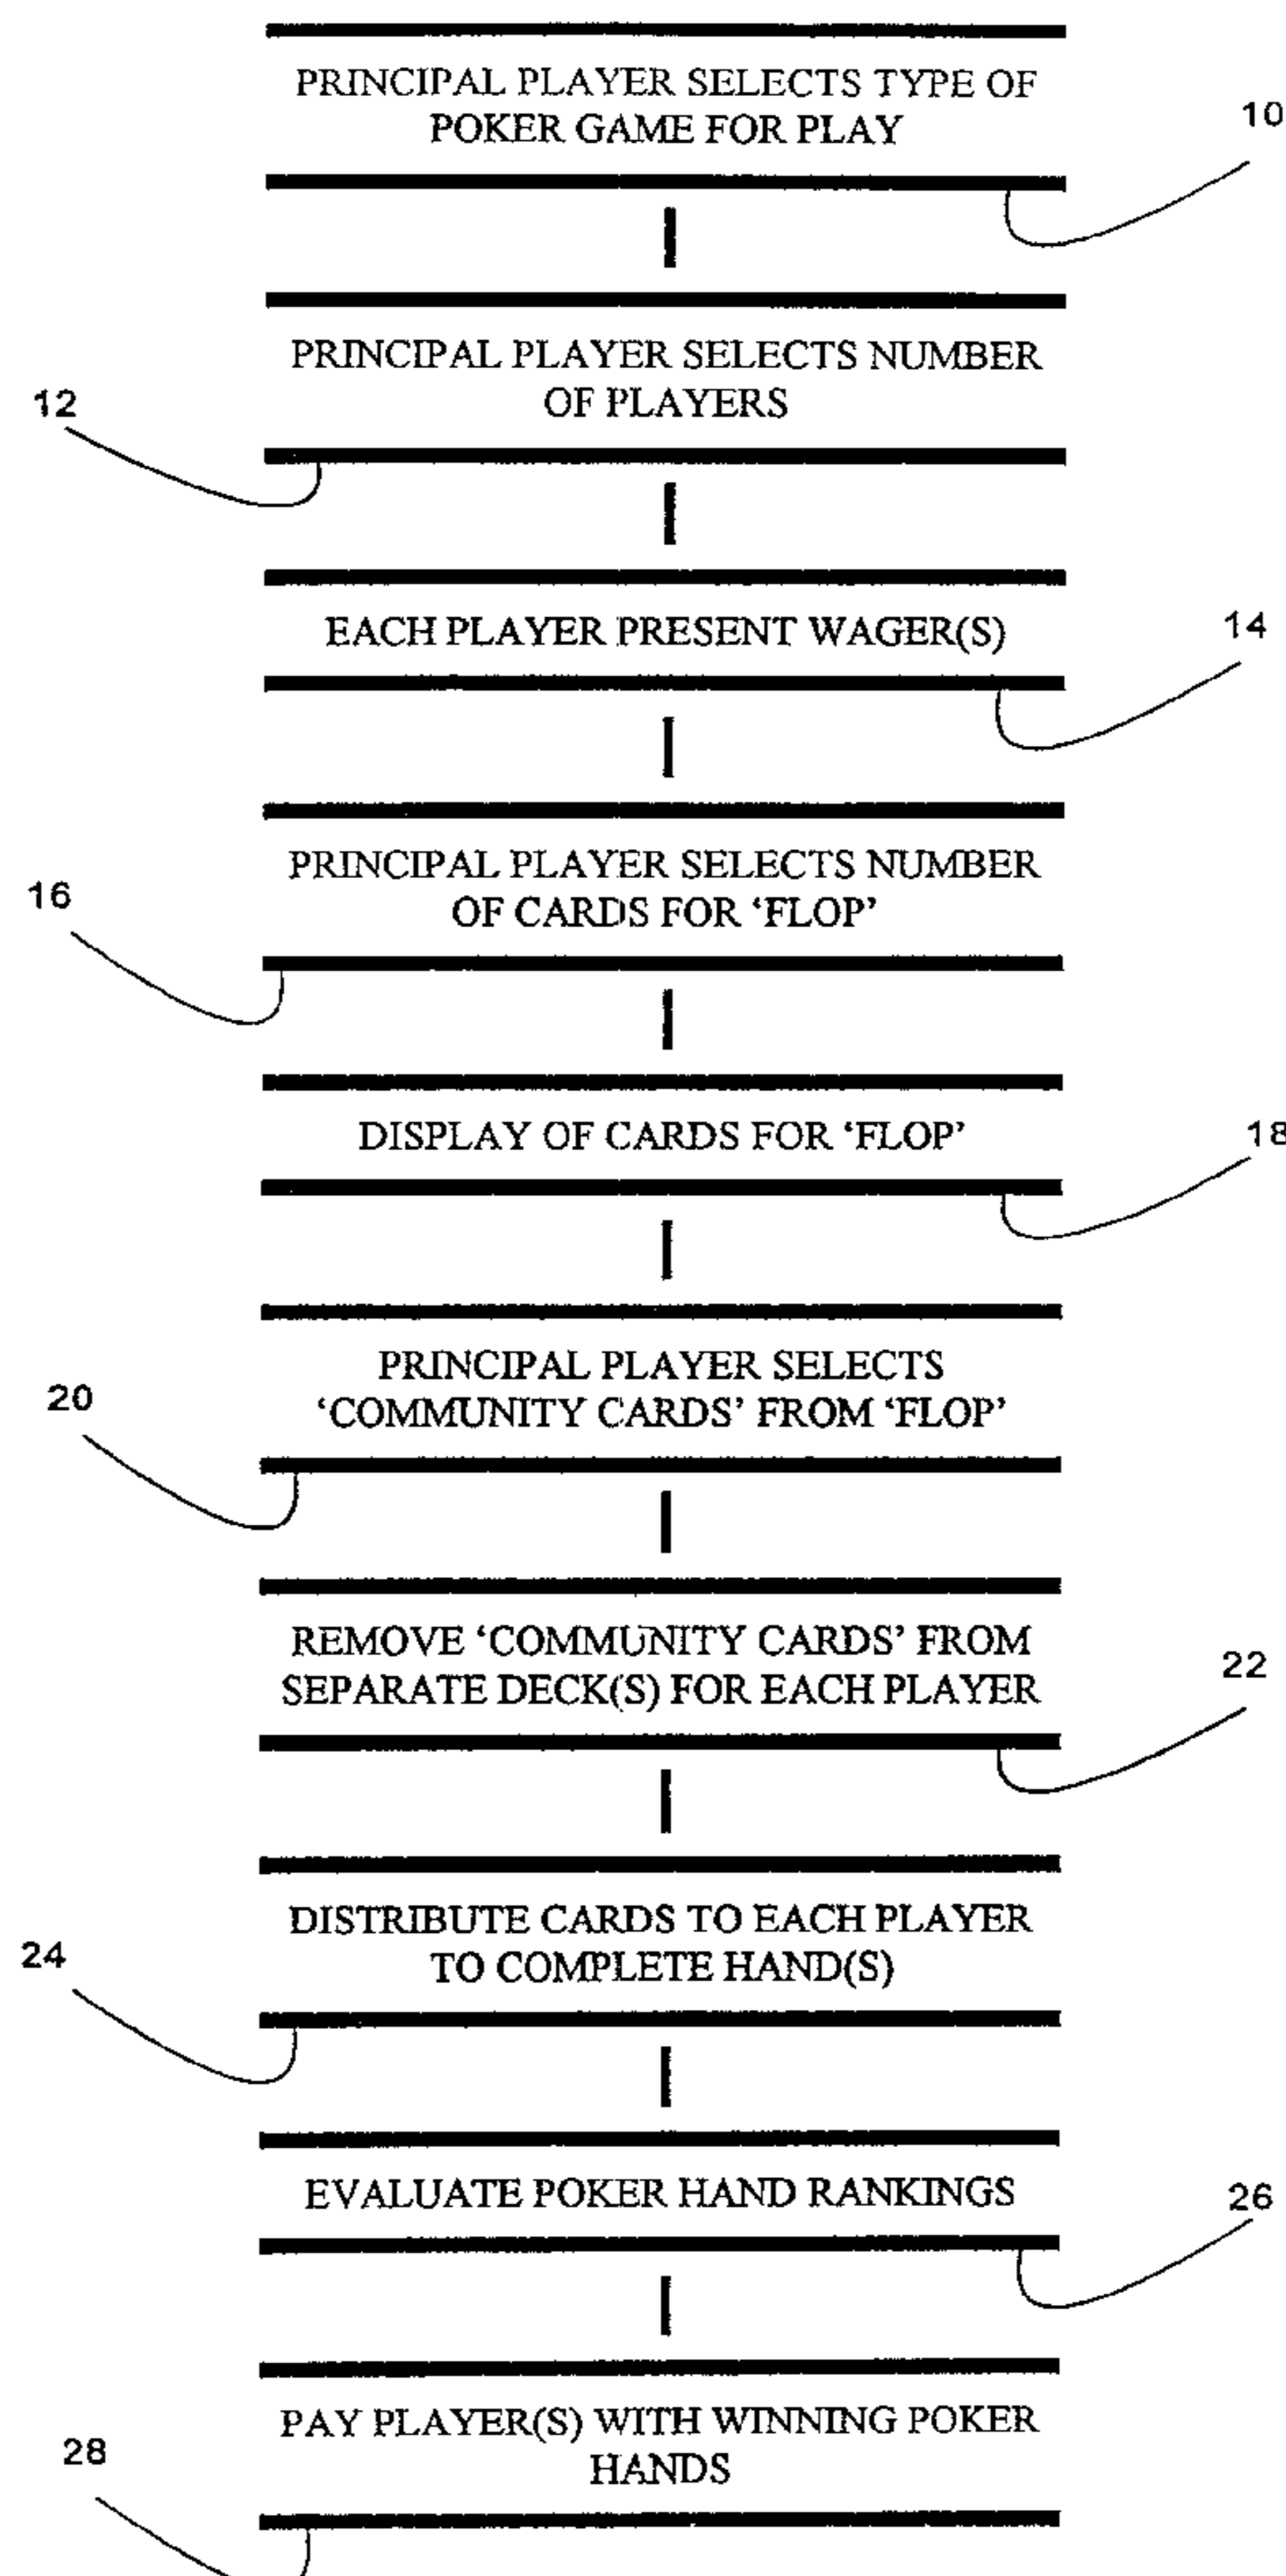 PRINCIPAL PLAYER SELECTS TYPE OF
POKER GAME FOR PLAY
10
PRINCIPAL PLAYER SELECTS NUMBER
OF PLAYERS
12
EACH PLAYER PRESENT WAGER(S)
14
PRINCIPAL PLAYER SELECTS NUMBER
OF CARDS FOR ‘FLOP’
16
DISPLAY OF CARDS FOR ‘FLOP’
18
PRINCIPAL PLAYER SELECTS
‘COMMUNITY CARDS’ FROM ‘FLOP’
20
REMOVE ‘COMMUNITY CARDS’ FROM
SEPARATE DECK(S) FOR EACH PLAYER
22
DISTRIBUTE CARDS TO EACH PLAYER
TO COMPLETE HAND(S)
24
EVALUATE POKER HAND RANKINGS
26
PAY PLAYER(S) WITH WINNING POKER
HANDS
28